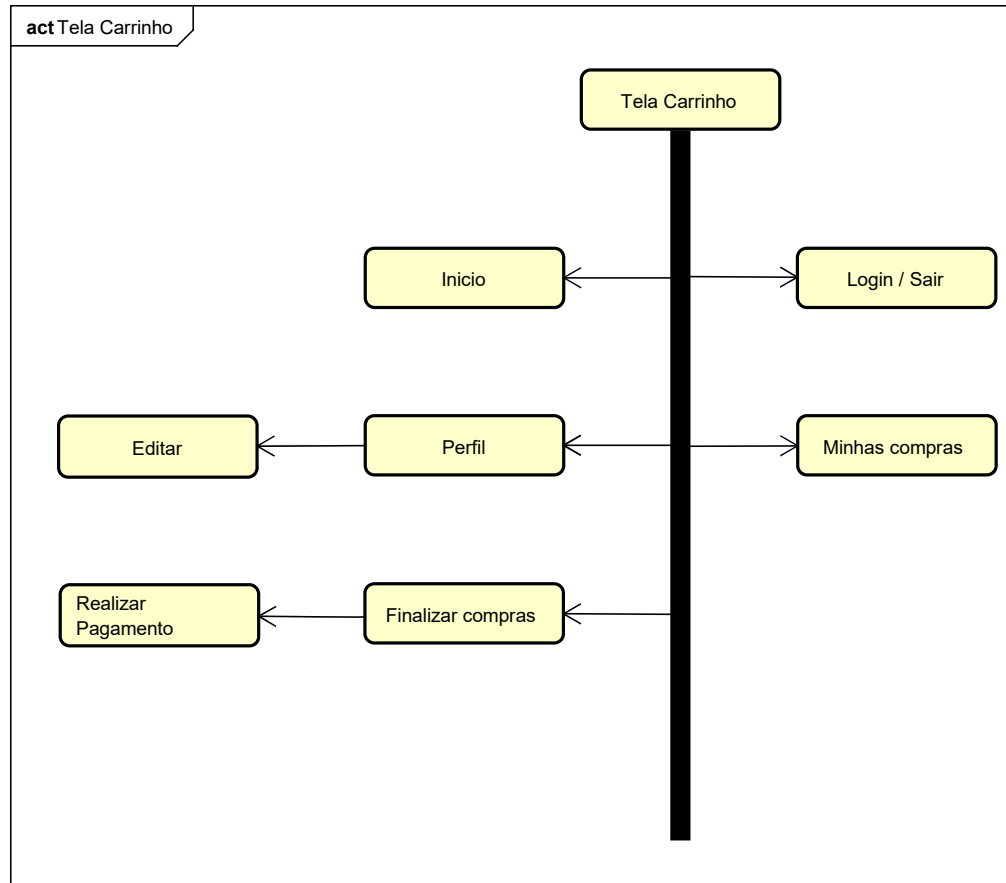 act Tela Carrinho
Tela Carrinho
Inicio
Login / Sair
Editar
Perfil
Minhas compras
Realizar
Pagamento
Finalizar compras